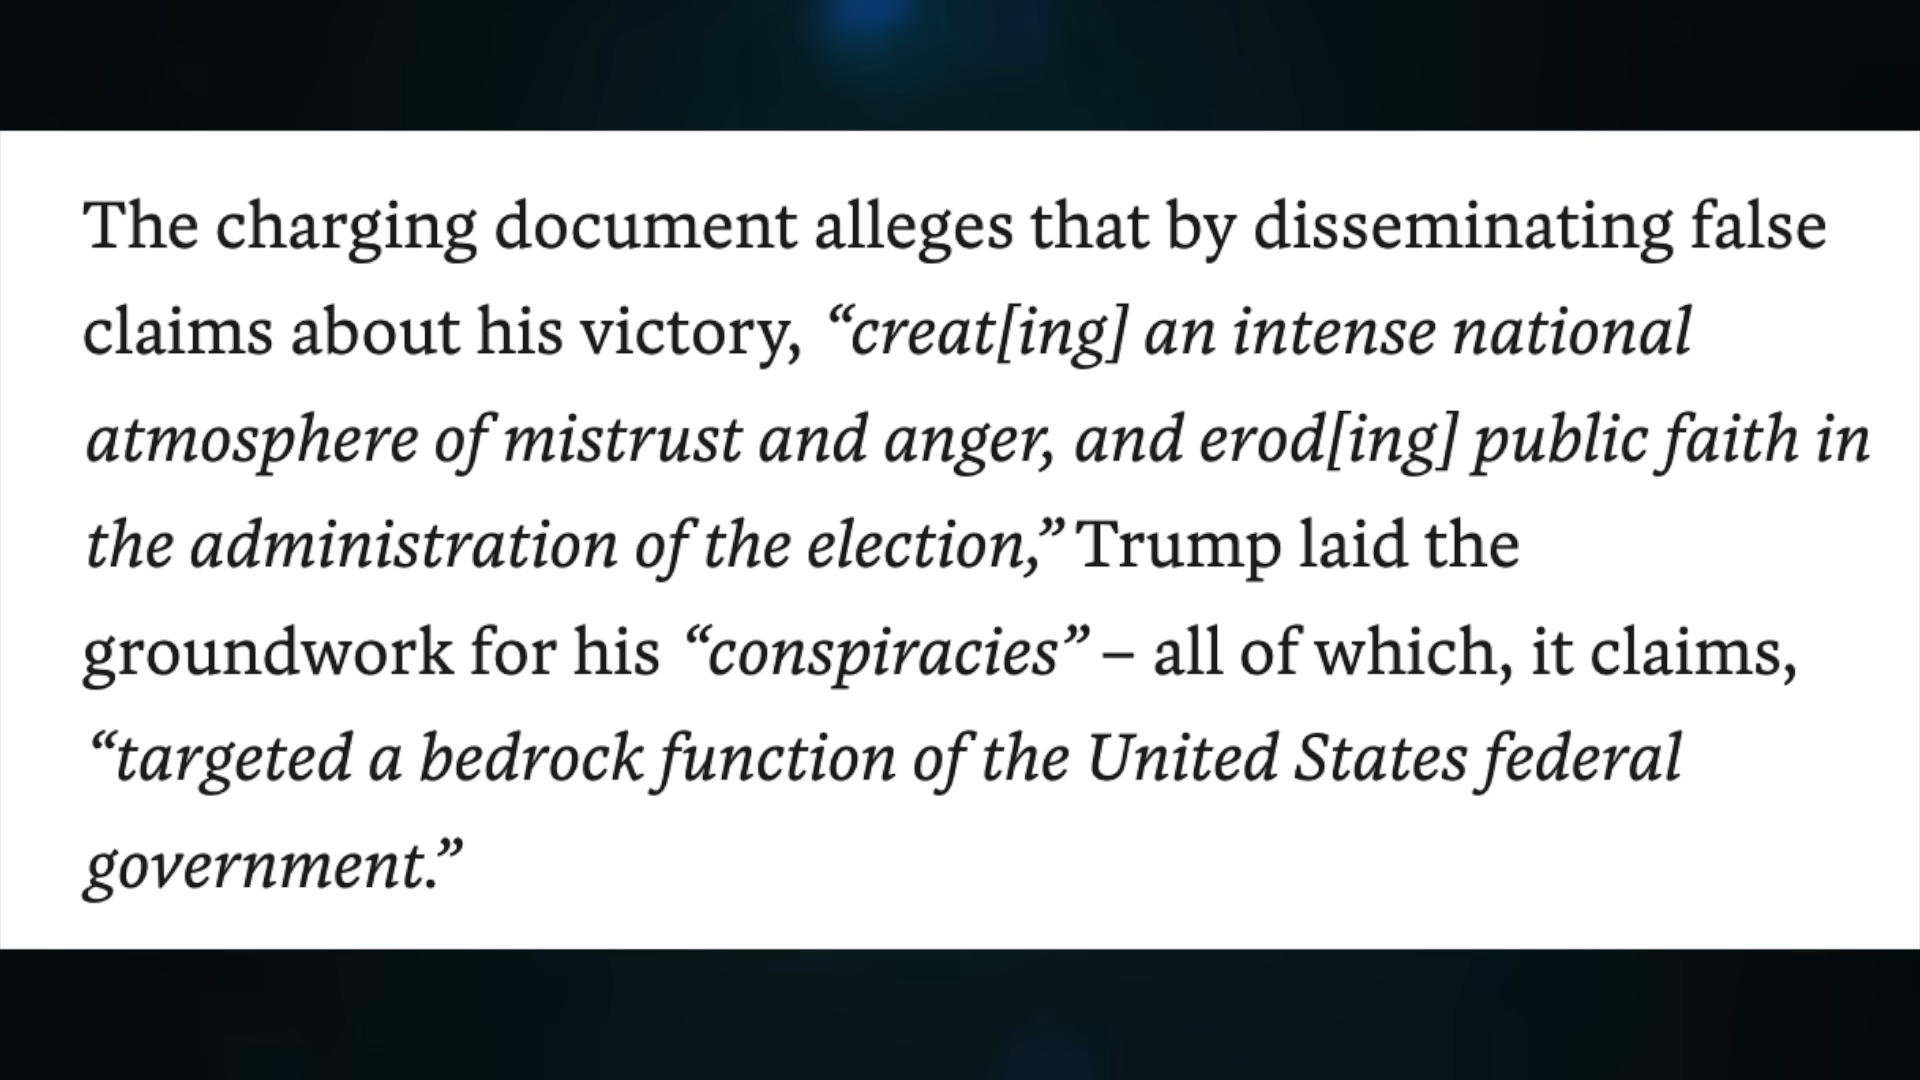 The charging document alleges that by disseminating false
claims about his victory, “creat[ing] an intense national
atmosphere of mistrust and anger, and erod[ing] public faith in
the administration of the election,” Trump laid the
groundwork for his “conspiracies” – all of which, it claims,
“targeted a bedrock function of the United States federal
government.”